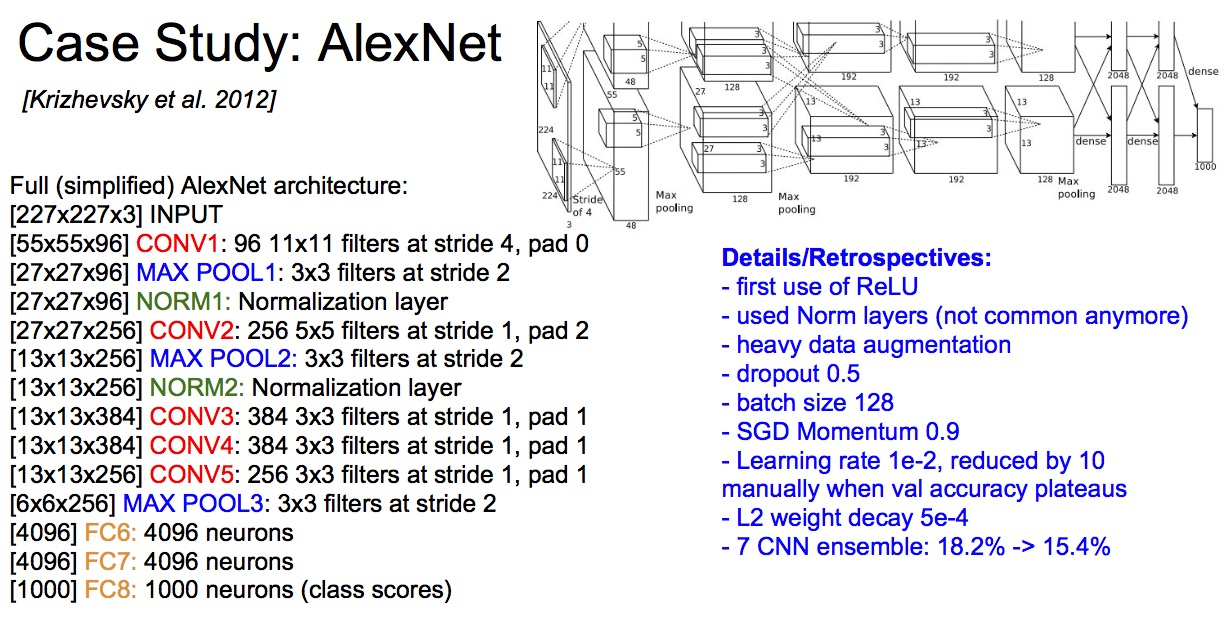 Case Study: AlexNet
[Krizhevsky et al. 2012]
Full (simplified) AlexNet architecture:
[227x227x3] INPUT
[55x55x96] CONV1: 96 11x11 filters at stride 4, pad 0
[27x27x96] MAX POOL1: 3x3 filters at stride 2
[27x27x96] NORM1: Normalization layer
[27x27x256] CONV2: 256 5x5 filters at stride 1, pad 2
[13x13x256] MAX POOL2: 3x3 filters at stride 2
[13x13x256] NORM2: Normalization layer
[13x13x384] CONV3: 384 3x3 filters at stride 1, pad 1
[13x13x384] CONV4: 384 3x3 filters at stride 1, pad 1
[13x13x256] CONV5: 256 3x3 filters at stride 1, pad 1
[6x6x256] MAX POOL3: 3x3 filters at stride 2
[4096] FC6: 4096 neurons
[4096] FC7: 4096 neurons
[1000] FC8: 1000 neurons (class scores)
11
11
224
11
11
224
3
Stride
of 4
5
5
48
55
5
5
55
48
Max
pooling
3
3
128
27
3
3
27
3
3
128
Max
pooling
3
3
192
13
3
13
3
192
3
3
192
13
3
13
3
192
128
13
13
128
Max
pooling
2048
2048
dense
dense
dense
2048
2048
1000
Details/Retrospectives:
- first use of ReLU
- used Norm layers (not common anymore)
- heavy data augmentation
- dropout 0.5
- batch size 128
- SGD Momentum 0.9
- Learning rate 1e-2, reduced by 10
manually when val accuracy plateaus
- L2 weight decay 5e-4
- 7 CNN ensemble: 18.2% -> 15.4%